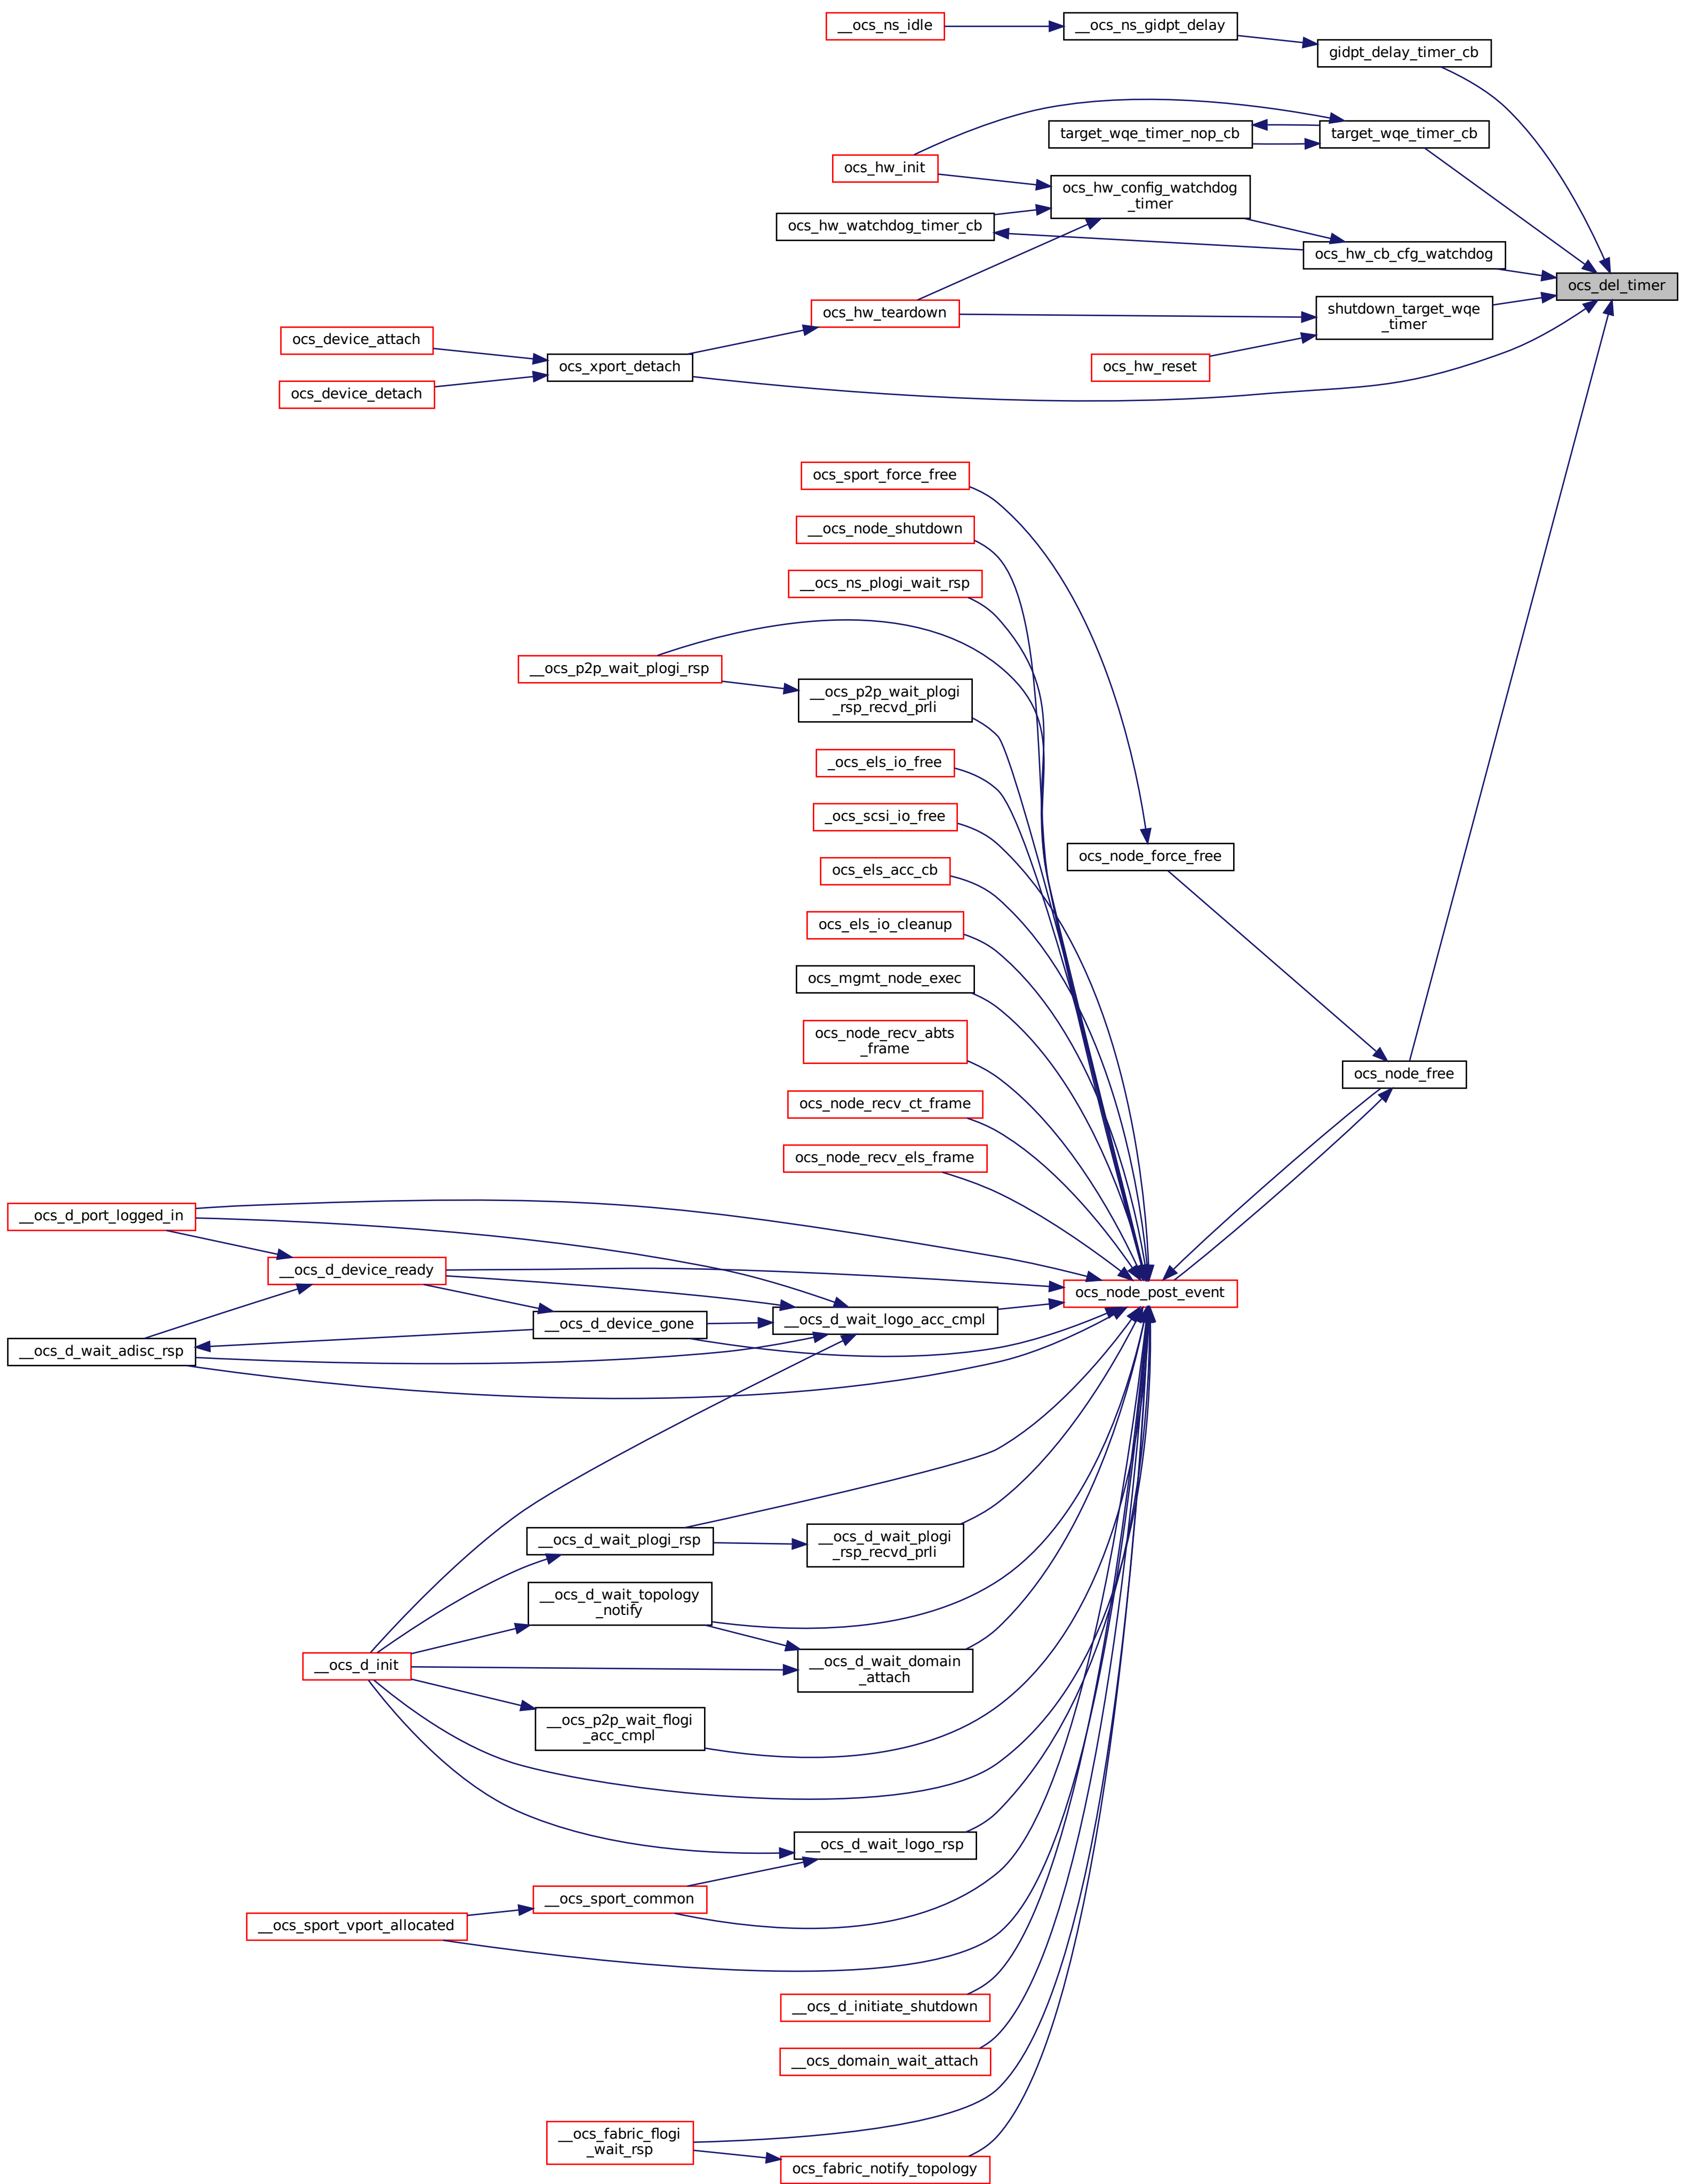 __ocs_ns_idle
__ocs_ns_gidpt_delay
gidpt_delay_timer_cb
target_wqe_timer_nop_cb
target_wqe_timer_cb
ocs_hw_init
ocs_hw_config_watchdog
_timer
ocs_hw_watchdog_timer_cb
ocs_hw_cb_cfg_watchdog
ocs_del_timer
ocs_hw_teardown
shutdown_target_wqe
_timer
ocs_device_attach
ocs_xport_detach
ocs_hw_reset
ocs_device_detach
ocs_sport_force_free
__ocs_node_shutdown
__ocs_ns_plogi_wait_rsp
__ocs_p2p_wait_plogi_rsp
__ocs_p2p_wait_plogi
_rsp_recvd_prli
_ocs_els_io_free
_ocs_scsi_io_free
ocs_node_force_free
ocs_els_acc_cb
ocs_els_io_cleanup
ocs_mgmt_node_exec
ocs_node_recv_abts
_frame
ocs_node_free
ocs_node_recv_ct_frame
ocs_node_recv_els_frame
__ocs_d_port_logged_in
__ocs_d_device_ready
ocs_node_post_event
__ocs_d_wait_logo_acc_cmpl
__ocs_d_device_gone
__ocs_d_wait_adisc_rsp
__ocs_d_wait_plogi_rsp
__ocs_d_wait_plogi
_rsp_recvd_prli
__ocs_d_wait_topology
_notify
__ocs_d_init
__ocs_d_wait_domain
_attach
__ocs_p2p_wait_flogi
_acc_cmpl
__ocs_d_wait_logo_rsp
__ocs_sport_common
__ocs_sport_vport_allocated
__ocs_d_initiate_shutdown
__ocs_domain_wait_attach
__ocs_fabric_flogi
_wait_rsp
ocs_fabric_notify_topology